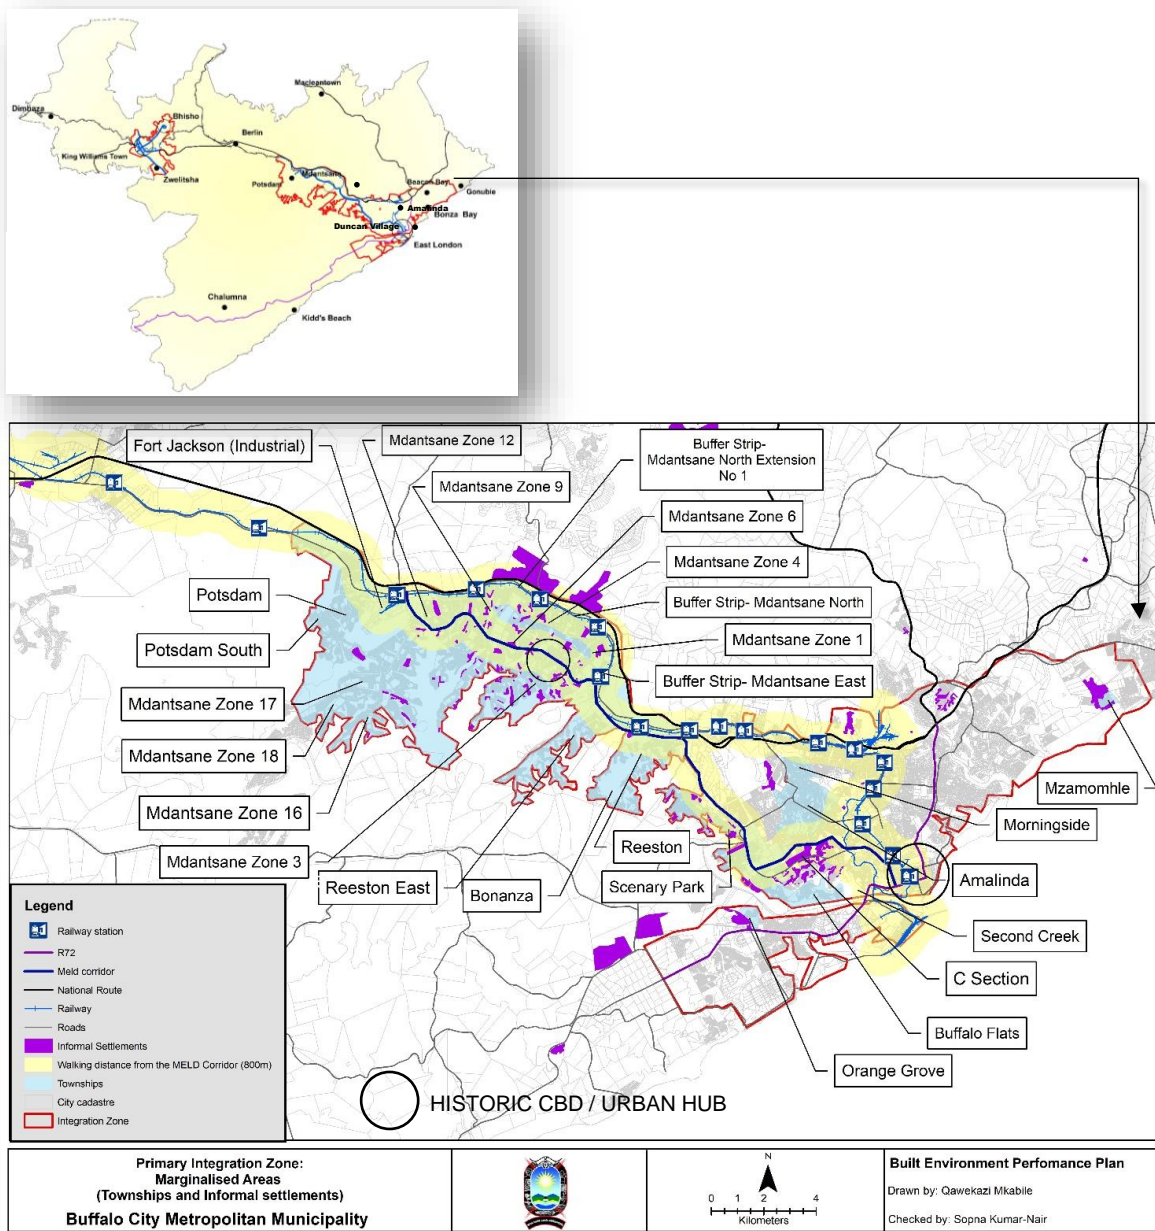 Macleantown
Dimbaza
Bhisho
Berlin
King Williams Town
Zwelitsha
Potsdam
Mdantsane
Beacon Bay
Gonubie
Amalinda
Bonza Bay
Duncan Village
East London
Chalumna
Kidd's Beach
Fort Jackson (Industrial)
Mdantsane Zone 12
Buffer Strip-
Mdantsane North Extension
No 1
Mdantsane Zone 9
Mdantsane Zone 6
Mdantsane Zone 4
Potsdam
Buffer Strip- Mdantsane North
Potsdam South
Mdantsane Zone 1
Buffer Strip- Mdantsane East
Mdantsane Zone 17
Mdantsane Zone 18
Mzamomhle
Mdantsane Zone 16
Morningside
Reeston
Mdantsane Zone 3
Reeston East
Bonanza
Scenary Park
Amalinda
Second Creek
C Section
Buffalo Flats
Orange Grove
Legend
Railway station
R72
Meld corridor
National Route
Railway
Roads
Informal Settlements
Walking distance from the MELD Corridor (800m)
Townships
City cadastre
Integration Zone
HISTORIC CBD / URBAN HUB
Primary Integration Zone:
Marginalised Areas
(Townships and Informal settlements)
Buffalo City Metropolitan Municipality
N
0 1 2 4
Kilometers
Built Environment Perfomance Plan
Drawn by: Qawekazi Mkabile
Checked by: Sopna Kumar-Nair